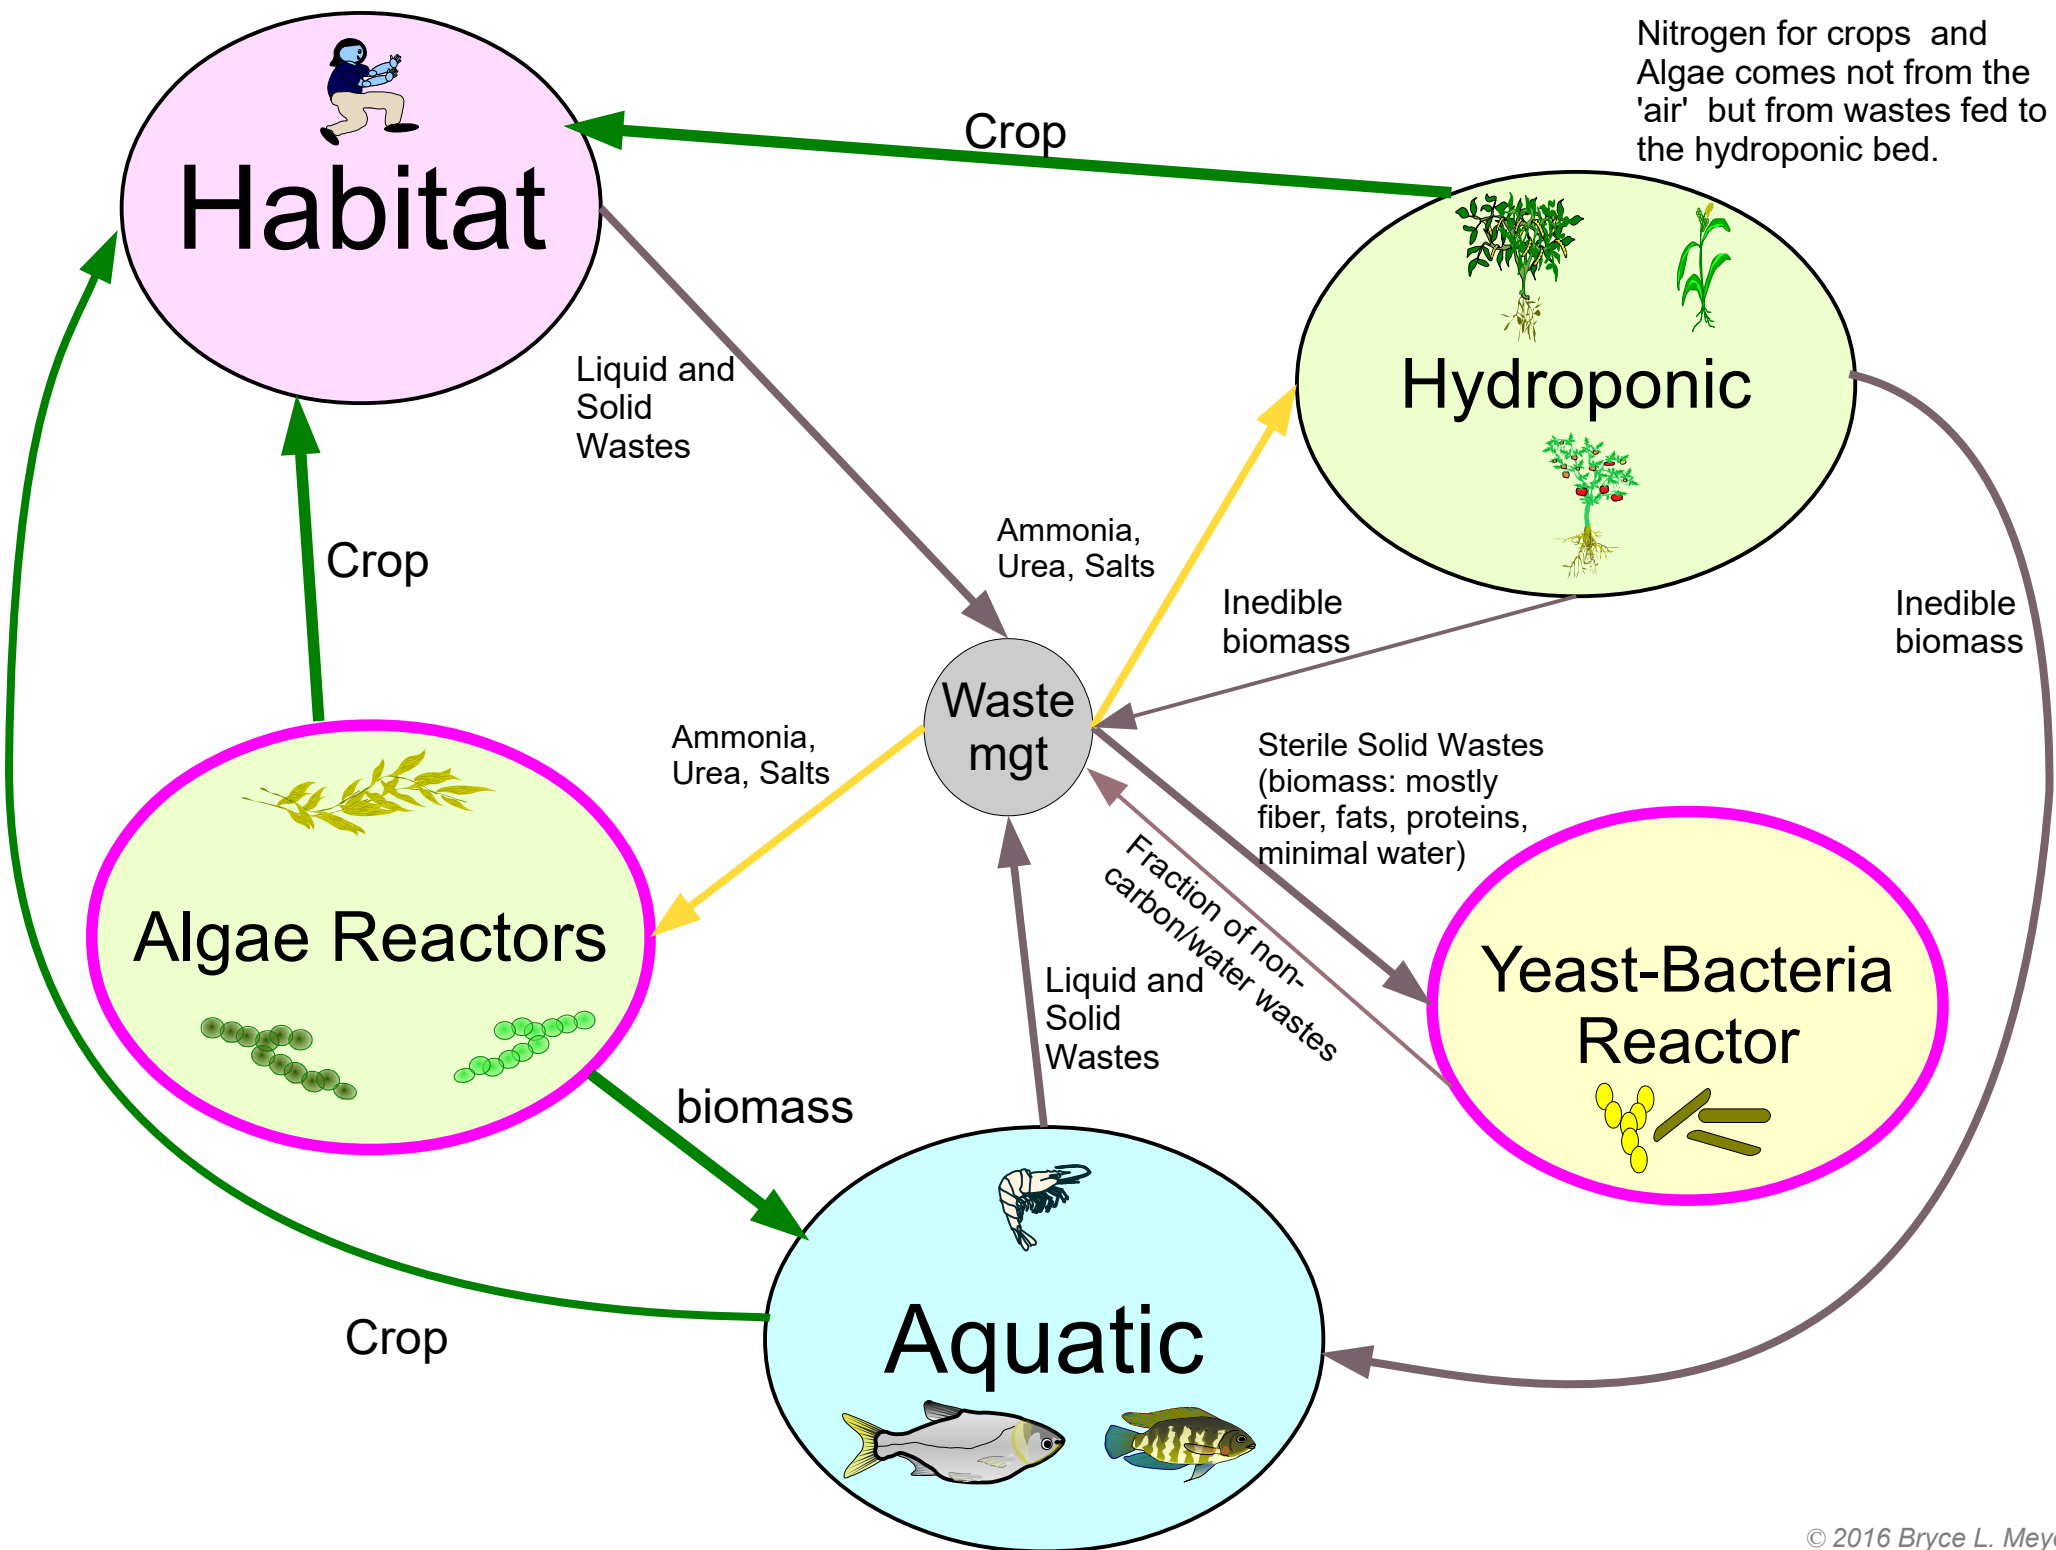 Nitrogen for crops and
Algae comes not from the
'air' but from wastes fed to
the hydroponic bed.
Crop
Habitat
Liquid and
Solid
Wastes
Hydroponic
Crop
Ammonia,
Urea, Salts
Inedible
biomass
Inedible
biomass
Waste
mgt
Ammonia,
Urea, Salts
Sterile Solid Wastes
(biomass: mostly
fiber, fats, proteins,
minimal water)
Fraction of non-
carbon/water wastes
Algae Reactors
Liquid and
Solid
Wastes
Yeast-Bacteria
Reactor
biomass
Crop
Aquatic
© 2016 Bryce L. Meye